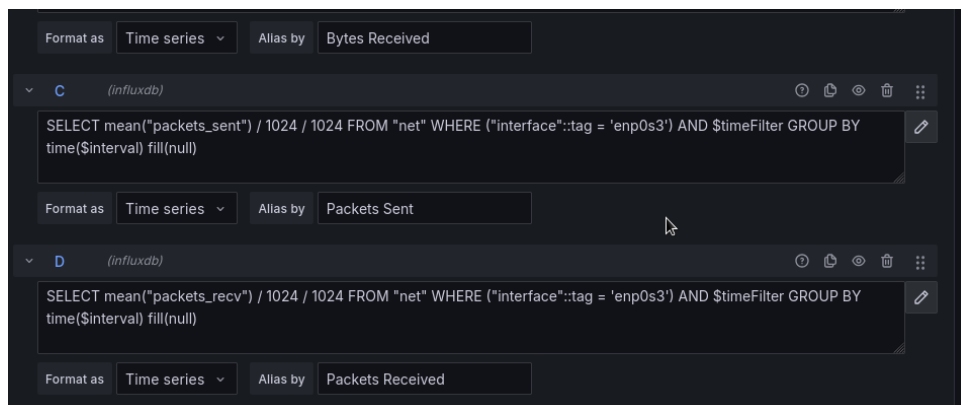 Format as Time series Alias by Bytes Received
C (influxdb)
SELECT mean("packets_sent") / 1024 / 1024 FROM "net" WHERE ("interface"::tag = 'enp0s3') AND $timeFilter GROUP BY
time($interval) fill(null)
Format as Time series Alias by Packets Sent
D (influxdb)
SELECT mean("packets_recv") / 1024 / 1024 FROM "net" WHERE ("interface"::tag = 'enp0s3') AND $timeFilter GROUP BY
time($interval) fill(null)
Format as Time series Alias by Packets Received